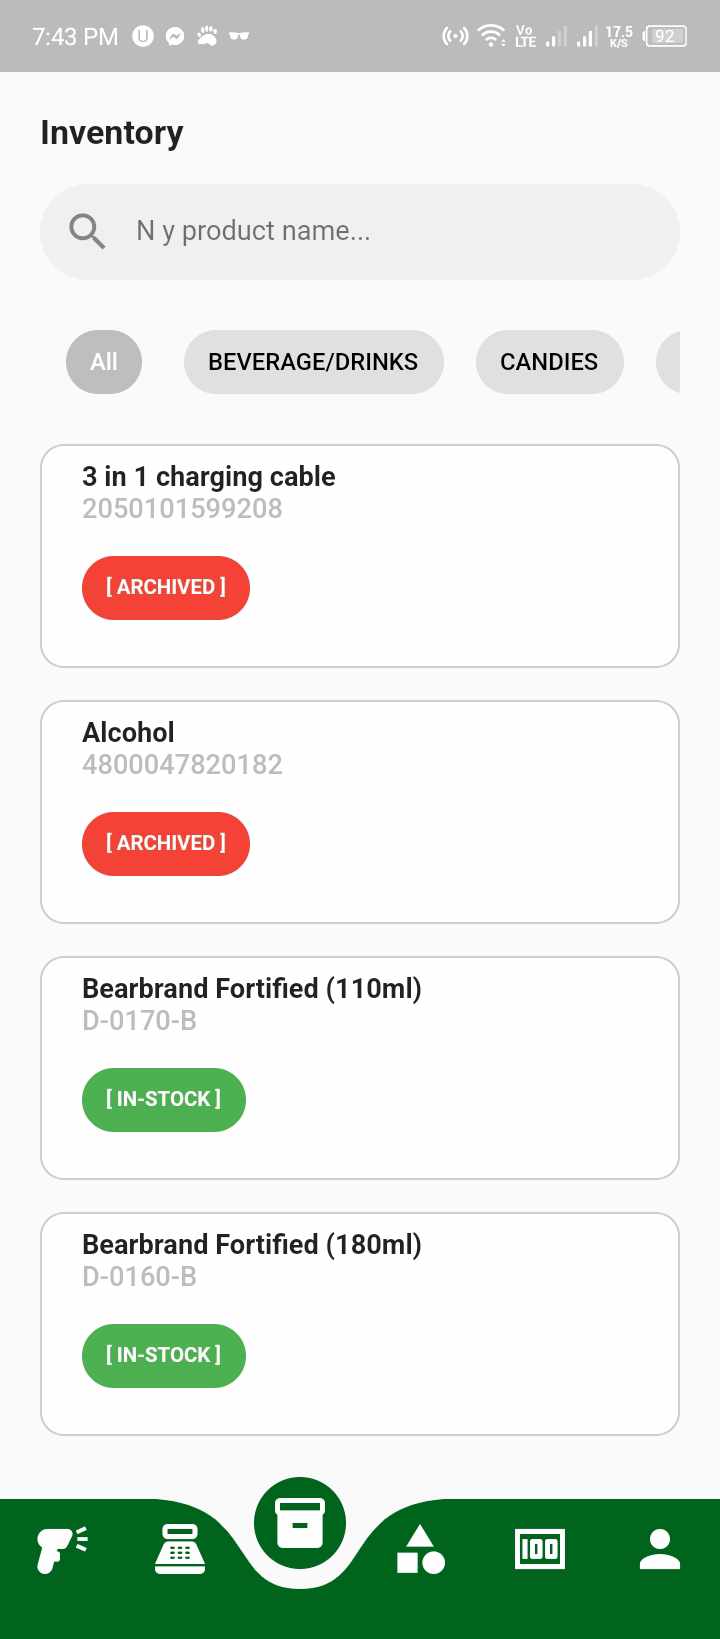 7:43 PM
Vo
LTE
17.5
K/S
92
Inventory
N y product name...
All
BEVERAGE/DRINKS
CANDIES
3 in 1 charging cable
2050101599208
[ ARCHIVED ]
Alcohol
4800047820182
[ ARCHIVED ]
Bearbrand Fortified (110ml)
D-0170-B
[ IN-STOCK ]
Bearbrand Fortified (180ml)
D-0160-B
[ IN-STOCK ]
100